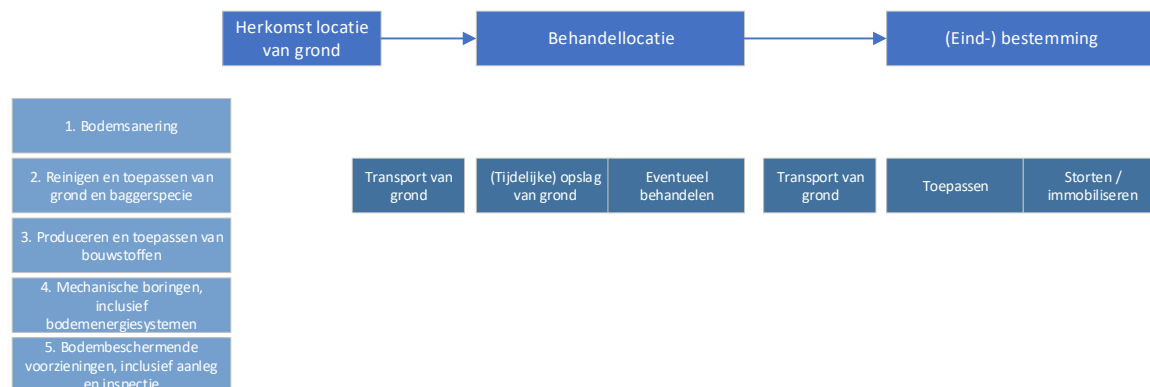 Herkomst locatie
van grond
Behandellocatie
(Eind-) bestemming
1. Bodemsanering
2. Reinigen en toepassen van
grond en baggerspecie
Transport van
grond
(Tijdelijke) opslag
van grond
Eventueel
behandelen
Transport van
grond
Toepassen
Storten /
immobiliseren
3. Produceren en toepassen van
bouwstoffen
4. Mechanische boringen,
inclusief
bodemenergiesystemen
5. Bodembeschermende
voorzieningen, inclusief aanleg
en inspectie